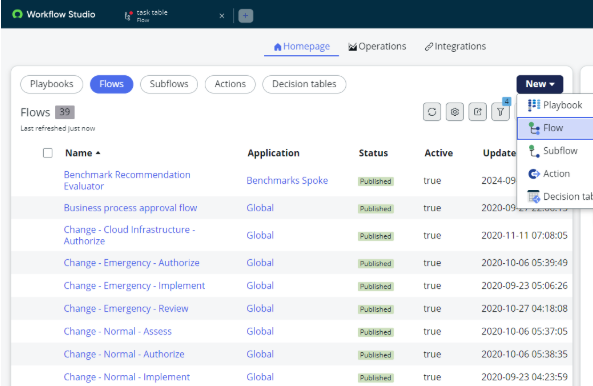 Workflow Studio
task table
Flow
Homepage
Operations
Integrations
Playbooks
Flows
Subflows
Actions
Decision tables
New
Flows 39
Last refreshed just now
4
Playbook
Flow
Subflow
Action
Decision tab
Name Application Status Active Update
Benchmark Recommendation
Evaluator
Benchmarks Spoke Published true 2024-09
Business process approval flow Global Published true
Change - Cloud Infrastructure -
Authorize
Global Published true 2020-11-11 07:08:05
Change - Emergency - Authorize Global Published true 2020-10-06 05:39:49
Change - Emergency - Implement Global Published true 2020-09-23 05:06:26
Change - Emergency - Review Global Published true 2020-10-27 04:18:08
Change - Normal - Assess Global Published true 2020-10-06 05:37:05
Change - Normal - Authorize Global Published true 2020-10-06 05:38:35
Change - Normal - Implement Global Published true 2020-09-23 04:23:59